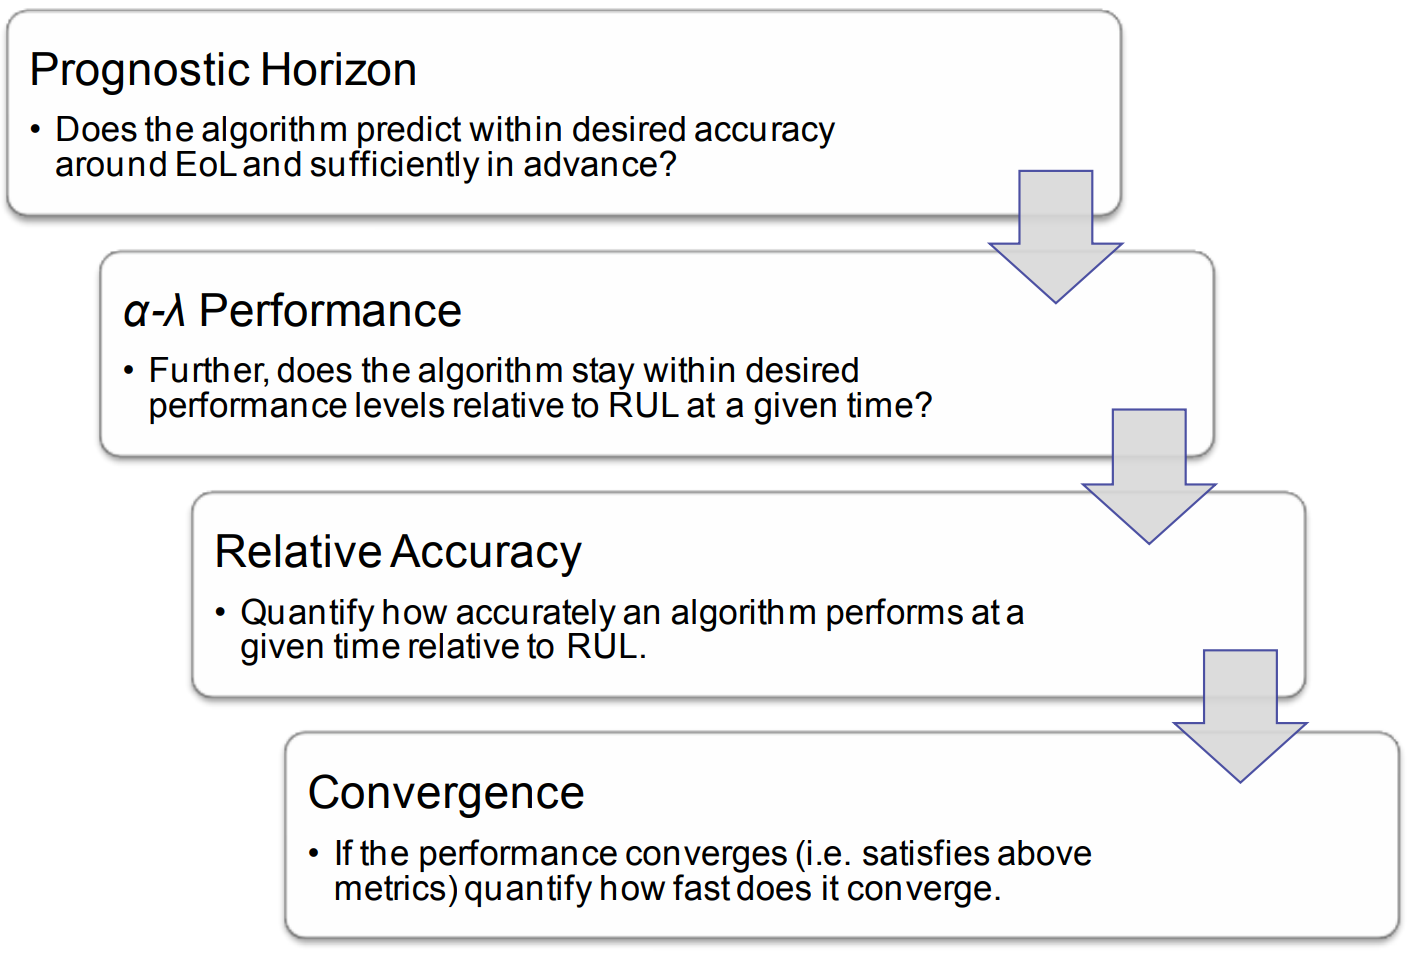 Prognostic Horizon
• Does the algorithm predict within desired accuracy
around EoL and sufficiently in advance?
α-λ Performance
• Further, does the algorithm stay within desired
performance levels relative to RUL at a given time?
Relative Accuracy
• Quantify how accurately an algorithm performs at a
given time relative to RUL.
Convergence
• If the performance converges (i.e. satisfies above
metrics) quantify how fast does it converge.